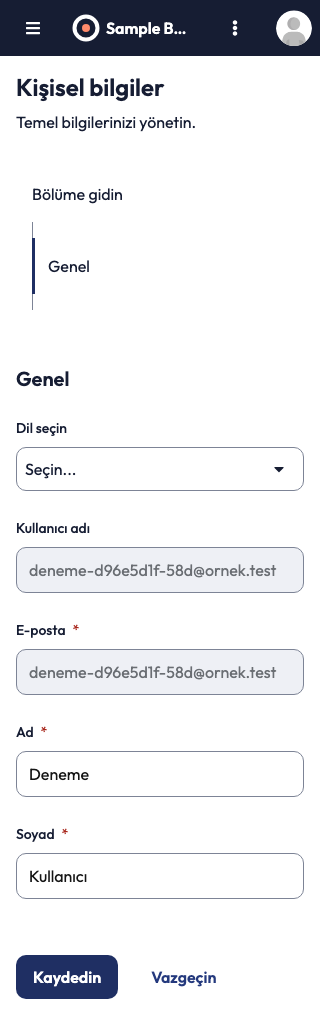 Sample B...
Kişisel bilgiler
Temel bilgilerinizi yönetin.
Bölüme gidin
Genel
Genel
Dil seçin
Seçin...
Kullanıcı adı
deneme-d96e5d1f-58d@ornek.test
E-posta *
deneme-d96e5d1f-58d@ornek.test
Ad *
Deneme
Soyad *
Kullanıcı
Kaydedin Vazgeçin